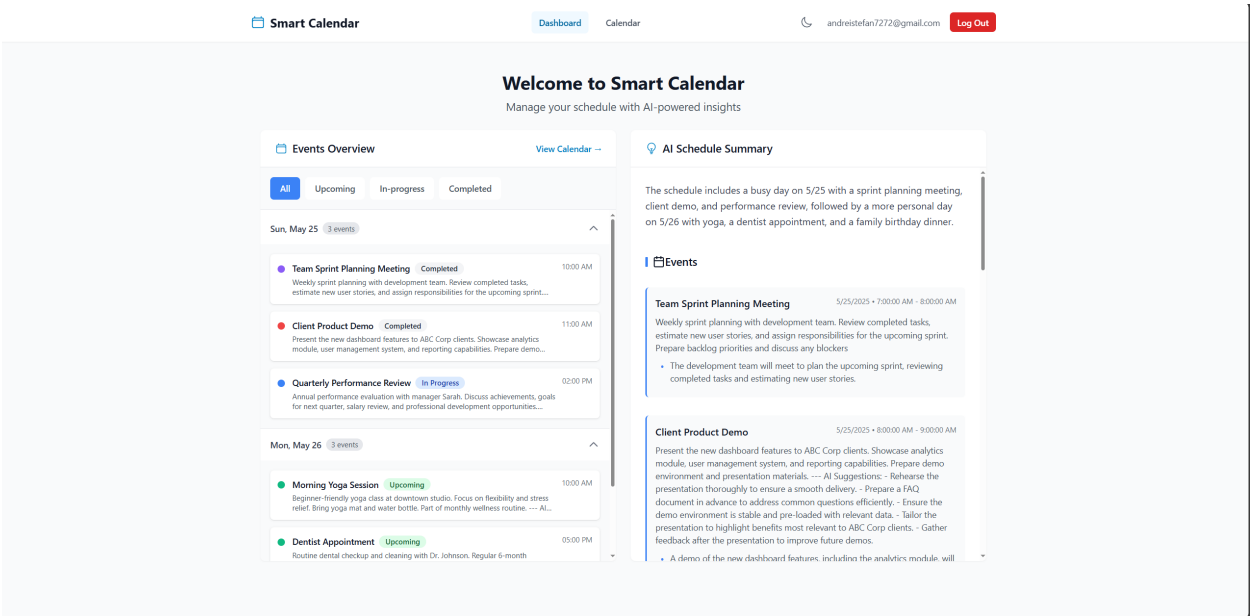 Smart Calendar
Dashboard
Calendar
andreistefan7272@gmail.com
Log Out
Welcome to Smart Calendar
Manage your schedule with AI-powered insights
Events Overview
View Calendar →
All
Upcoming
In-progress
Completed
Sun, May 25
3 events
Team Sprint Planning Meeting
Completed
10:00 AM
Weekly sprint planning with development team. Review completed tasks,
estimate new user stories, and assign responsibilities for the upcoming sprint....
Client Product Demo
Completed
11:00 AM
Present the new dashboard features to ABC Corp clients. Showcase analytics
module, user management system, and reporting capabilities. Prepare demo...
Quarterly Performance Review
In Progress
02:00 PM
Annual performance evaluation with manager Sarah. Discuss achievements, goals
for next quarter, salary review, and professional development opportunities....
Mon, May 26
3 events
Morning Yoga Session
Upcoming
10:00 AM
Beginner-friendly yoga class at downtown studio. Focus on flexibility and stress
relief. Bring yoga mat and water bottle. Part of monthly wellness routine. --- AI...
Dentist Appointment
Upcoming
05:00 PM
Routine dental checkup and cleaning with Dr. Johnson. Regular 6-month
AI Schedule Summary
The schedule includes a busy day on 5/25 with a sprint planning meeting,
client demo, and performance review, followed by a more personal day
on 5/26 with yoga, a dentist appointment, and a family birthday dinner.
Events
Team Sprint Planning Meeting
5/25/2025 • 7:00:00 AM - 8:00:00 AM
Weekly sprint planning with development team. Review completed tasks,
estimate new user stories, and assign responsibilities for the upcoming sprint.
Prepare backlog priorities and discuss any blockers
• The development team will meet to plan the upcoming sprint, reviewing
completed tasks and estimating new user stories.
Client Product Demo
5/25/2025 • 8:00:00 AM - 9:00:00 AM
Present the new dashboard features to ABC Corp clients. Showcase analytics
module, user management system, and reporting capabilities. Prepare demo
environment and presentation materials. --- AI Suggestions: - Rehearse the
presentation thoroughly to ensure a smooth delivery. - Prepare a FAQ
document in advance to address common questions efficiently. - Ensure the
demo environment is stable and pre-loaded with relevant data. - Tailor the
presentation to highlight benefits most relevant to ABC Corp clients. - Gather
feedback after the presentation to improve future demos.
• A demo of the new dashboard features, including the analytics module, will